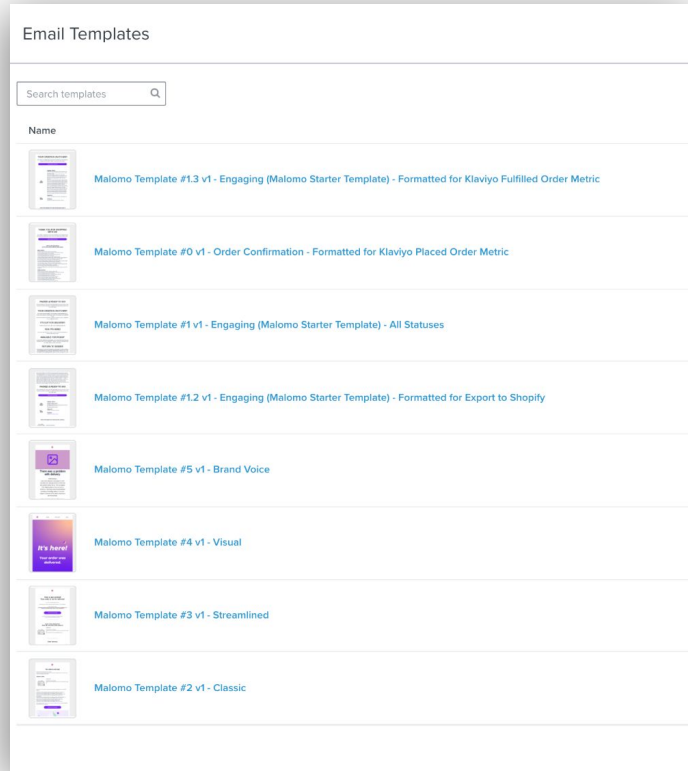 Email Templates
Search templates
Name
Malomo Template #1.3 v1 - Engaging (Malomo Starter Template) - Formatted for Klaviyo Fulfilled Order Metric
Malomo Template #0 v1 - Order Confirmation - Formatted for Klaviyo Placed Order Metric
Malomo Template #1 v1 - Engaging (Malomo Starter Template) - All Statuses
Malomo Template #1.2 v1 - Engaging (Malomo Starter Template) - Formatted for Export to Shopify
Malomo Template #5 v1 - Brand Voice
It's here!
Your order was
delivered.
Malomo Template #4 v1 - Visual
Malomo Template #3 v1 - Streamlined
Malomo Template #2 v1 - Classic